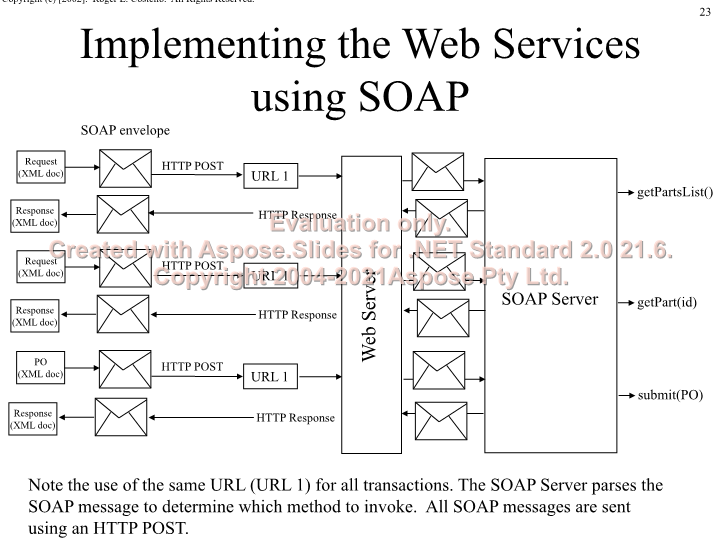 Copyright (c) [2002]. Roger L. Costello. All Rights Reserved.
23
Implementing the Web Services
using SOAP
SOAP envelope
Request
(XML doc)
HTTP POST
URL 1
Response
(XML doc)
HTTP Response
Evaluation only.
Created with Aspose.Slides for .NET Standard 2.0 21.6.
Copyright 2004-2021Aspose Pty Ltd.
Request
(XML doc)
HTTP POST
URL 1
Response
(XML doc)
HTTP Response
PO
(XML doc)
HTTP POST
URL 1
Response
(XML doc)
HTTP Response
Web Server
SOAP Server
getPartsList()
getPart(id)
submit(PO)
Note the use of the same URL (URL 1) for all transactions. The SOAP Server parses the
SOAP message to determine which method to invoke.  All SOAP messages are sent
using an HTTP POST.